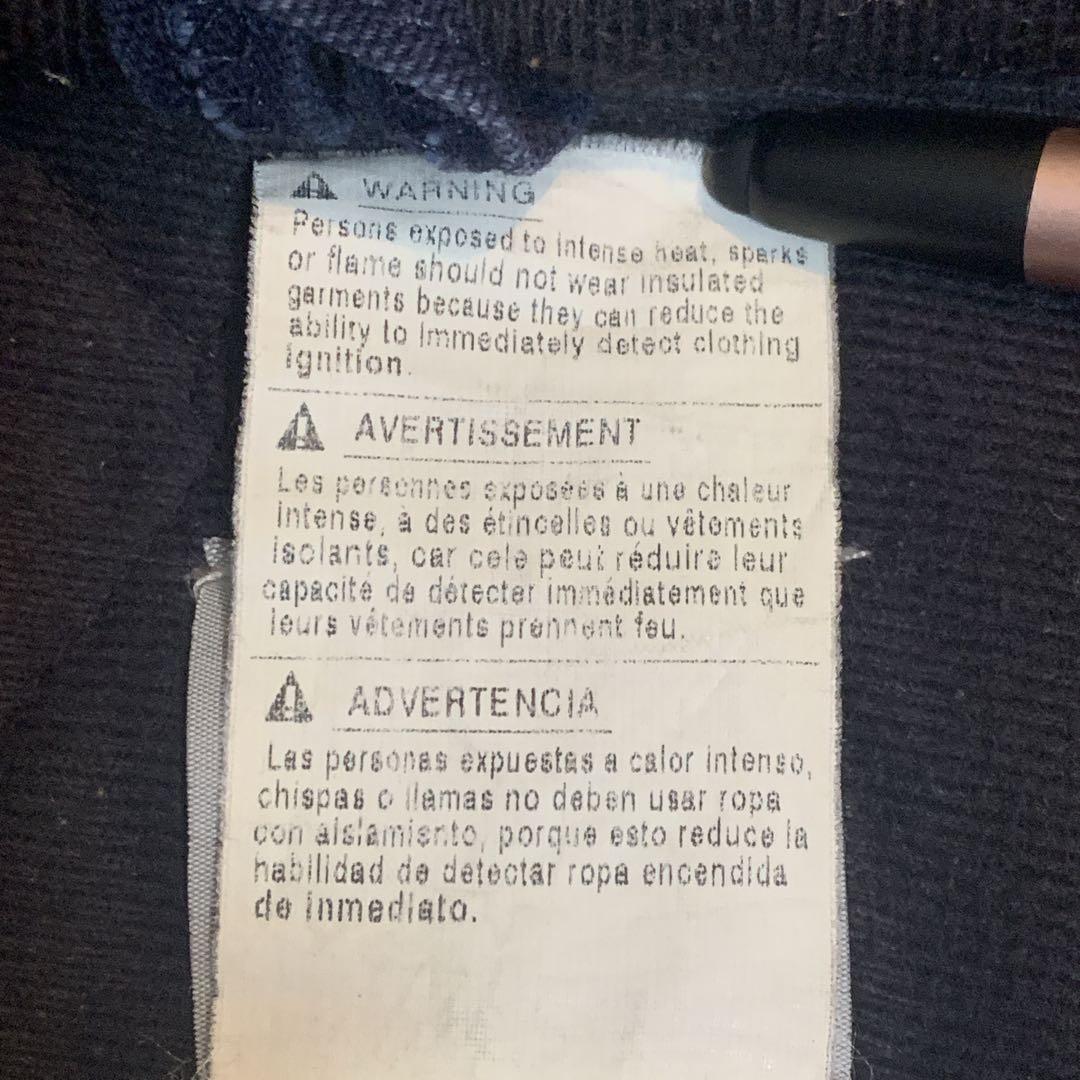 WARNING
Persons exposed to intense heat, sparks
or flame should not wear insulated
garments because they can reduce the
ability to immediately detect clothing
ignition.
AVERTISSEMENT
Les personnes exposées à une chaleur
intense, à des étincelles ou vêtements
isolants, car cele peut réduire leur
capacité de détecter immédiatement que
leurs vétements prennent feu.
ADVERTENCIA
Las personas expuestas a calor intenso,
chispas o llamas no deben usar ropa
con aislamiento, porque esto reduce la
habilidad de detectar ropa encendida
de inmediato.